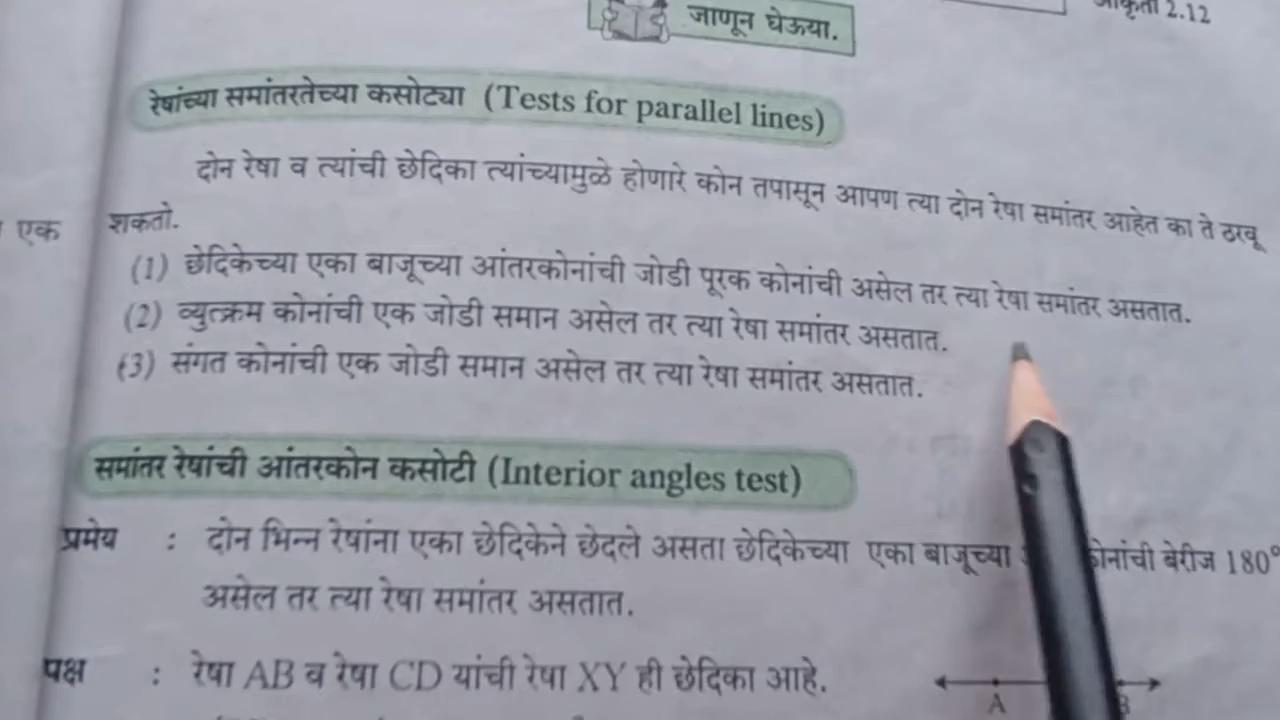 आकृती 2.12
जाणून घेऊया.
रेषांच्या समांतरतेच्या कसोट्या (Tests for parallel lines)
दोन रेषा व त्यांची छेदिका त्यांच्यामुळे होणारे कोन तपासून आपण त्या दोन रेषा समांतर आहेत का ते ठरवू
एक शकतो.
(1) छेदिकेच्या एका बाजूच्या आंतरकोनांची जोडी पूरक कोनांची असेल तर त्या रेषा समांतर असतात.
(2) व्युत्क्रम कोनांची एक जोडी समान असेल तर त्या रेषा समांतर असतात.
(3) संगत कोनांची एक जोडी समान असेल तर त्या रेषा समांतर असतात.
समांतर रेषांची आंतरकोन कसोटी (Interior angles test)
प्रमेय : दोन भिन्न रेषांना एका छेदिकेने छेदले असता छेदिकेच्या एका बाजूच्या बेरीज 180°
असेल तर त्या रेषा समांतर असतात.
पक्ष : रेषा AB व रेषा CD यांची रेषा XY ही छेदिका आहे.
A B